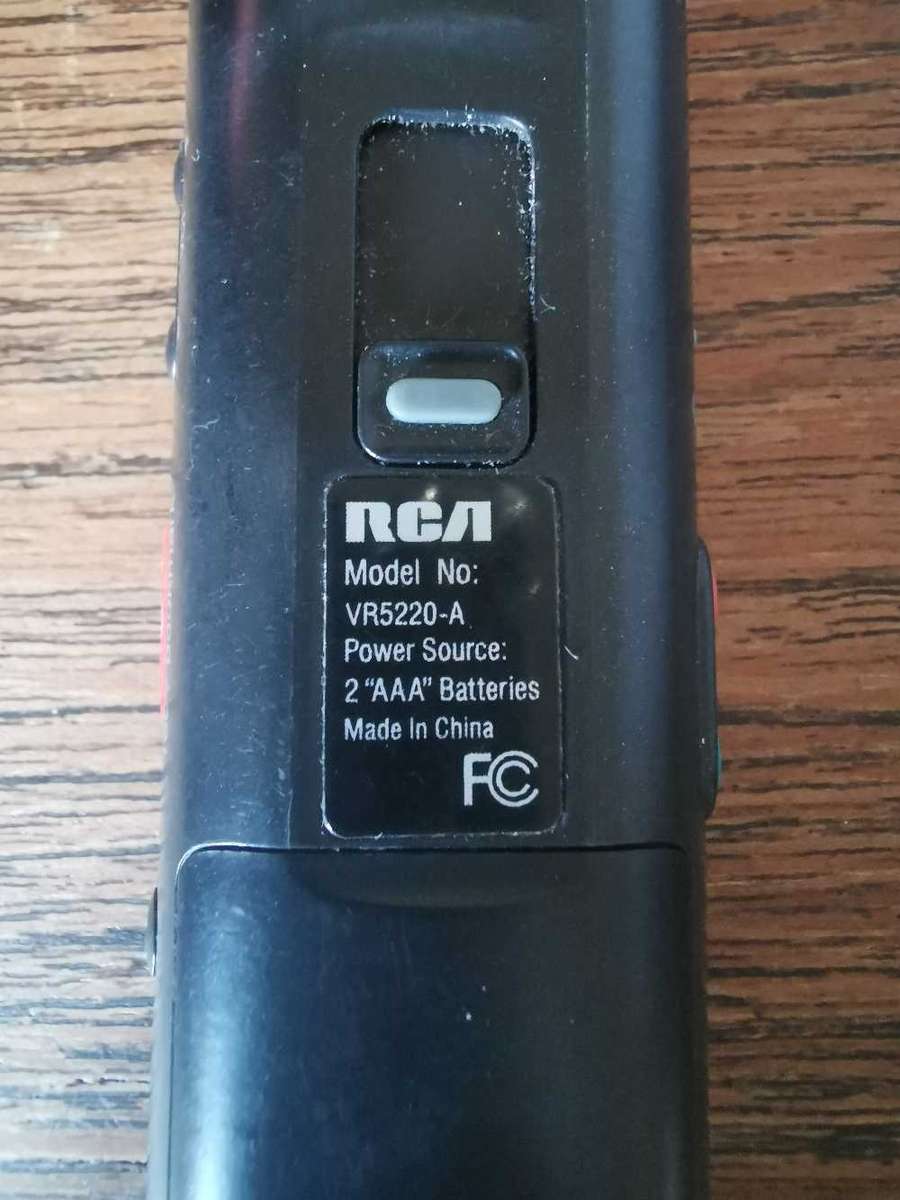 RCA
Model No:
VR5220-A
Power Source:
2 "AAA" Batteries
Made In China
FC